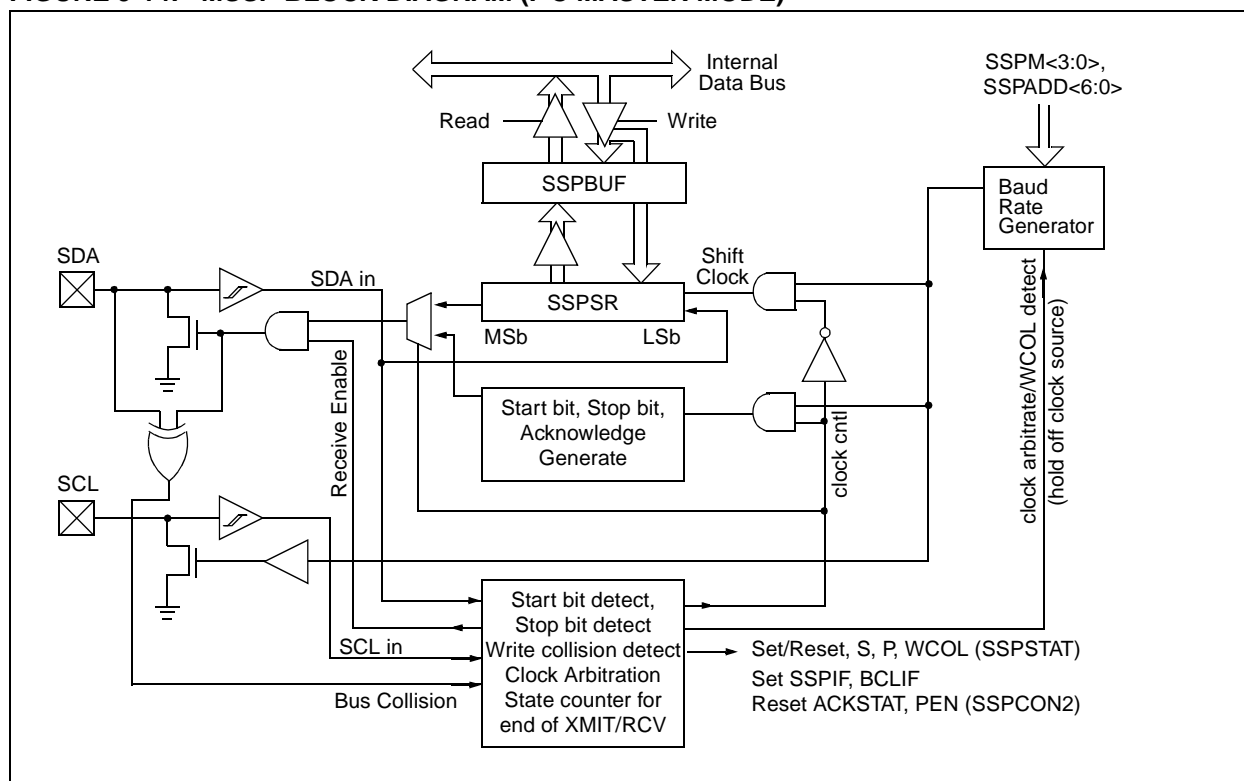 Internal
Data Bus
SSPM<3:0>,
SSPADD<6:0>
Read
Write
SSPBUF
Baud
Rate
Generator
SDA
SDA in
Shift
Clock
SSPSR
MSb
LSb
Receive Enable
Start bit, Stop bit,
Acknowledge
Generate
clock cntl
clock arbitrate/WCOL detect
(hold off clock source)
SCL
SCL in
Bus Collision
Start bit detect,
Stop bit detect
Write collision detect
Clock Arbitration
State counter for
end of XMIT/RCV
Set/Reset, S, P, WCOL (SSPSTAT)
Set SSPIF, BCLIF
Reset ACKSTAT, PEN (SSPCON2)